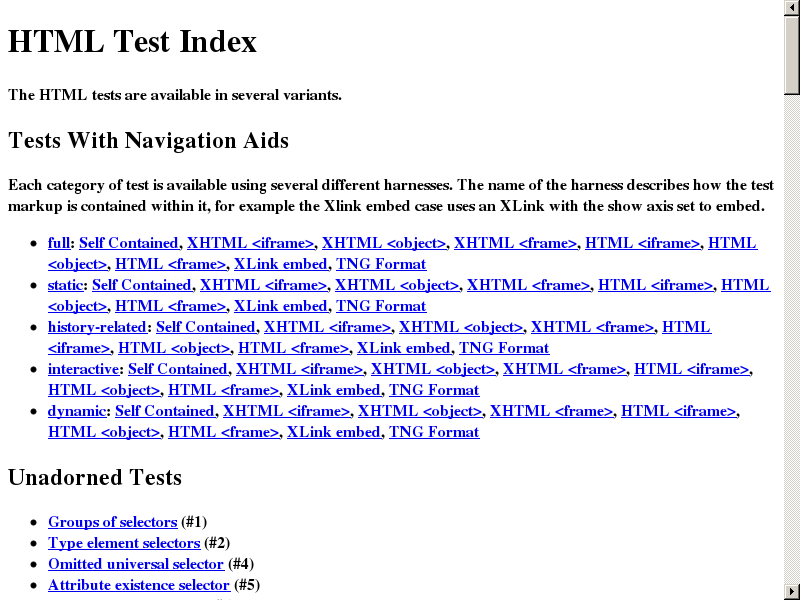 HTML Test Index
The HTML tests are available in several variants.
Tests With Navigation Aids
Each category of test is available using several different harnesses. The name of the harness describes how the test
markup is contained within it, for example the Xlink embed case uses an XLink with the show axis set to embed.
full: Self Contained, XHTML <iframe>, XHTML <object>, XHTML <frame>, HTML <iframe>, HTML
<object>, HTML <frame>, XLink embed, TNG Format
static: Self Contained, XHTML <iframe>, XHTML <object>, XHTML <frame>, HTML <iframe>, HTML
<object>, HTML <frame>, XLink embed, TNG Format
history-related: Self Contained, XHTML <iframe>, XHTML <object>, XHTML <frame>, HTML
<iframe>, HTML <object>, HTML <frame>, XLink embed, TNG Format
interactive: Self Contained, XHTML <iframe>, XHTML <object>, XHTML <frame>, HTML <iframe>,
HTML <object>, HTML <frame>, XLink embed, TNG Format
dynamic: Self Contained, XHTML <iframe>, XHTML <object>, XHTML <frame>, HTML <iframe>,
HTML <object>, HTML <frame>, XLink embed, TNG Format
Unadorned Tests
Groups of selectors (#1)
Type element selectors (#2)
Omitted universal selector (#4)
Attribute existence selector (#5)